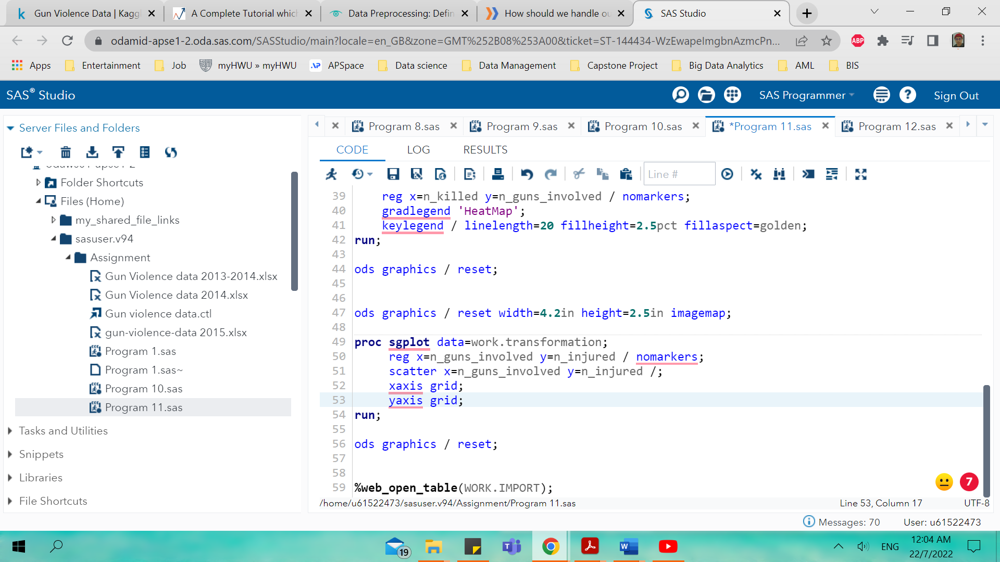 Gun Violence Data | Kaggl
A Complete Tutorial which
Data Preprocessing: Defin
How should we handle ou
SAS Studio
odamid-apse1-2.oda.sas.com/SASStudio/main?locale=en_GB&zone=GMT%252B08%253A00&ticket=ST-144434-WzEwapeImgbnAzmcPn...
ABP
Apps
Entertainment
Job
myHWU » myHWU
APSpace
Data science
Data Management
Capstone Project
Big Data Analytics
AML
BIS
SAS® Studio
SAS Programmer
Sign Out
Server Files and Folders
Folder Shortcuts
Files (Home)
my_shared_file_links
sasuser.v94
Assignment
Gun Violence data 2013-2014.xlsx
Gun Violence data 2014.xlsx
Gun violence data.ctl
gun-violence-data 2015.xlsx
Program 1.sas
Program 1.sas~
Program 10.sas
Program 11.sas
Tasks and Utilities
Snippets
Libraries
File Shortcuts
Program 8.sas
Program 9.sas
Program 10.sas
*Program 11.sas
Program 12.sas
CODE LOG RESULTS
Line #
39 reg x=n_killed y=n_guns_involved / nomarkers;
40 gradlegend 'HeatMap';
41 keylegend / linelength=20 fillheight=2.5pct fillaspect=golden;
42 run;
43
44 ods graphics / reset;
45
46
47 ods graphics / reset width=4.2in height=2.5in imagemap;
48
49 proc sgplot data=work.transformation;
50 reg x=n_guns_involved y=n_injured / nomarkers;
51 scatter x=n_guns_involved y=n_injured /;
52 xaxis grid;
53 yaxis grid;
54 run;
55
56 ods graphics / reset;
57
58
59 %web_open_table(WORK.IMPORT);
7
/home/u61522473/sasuser.v94/Assignment/Program 11.sas
Line 53, Column 17
UTF-8
Messages: 70
User: u61522473
19
ENG
12:04 AM
22/7/2022